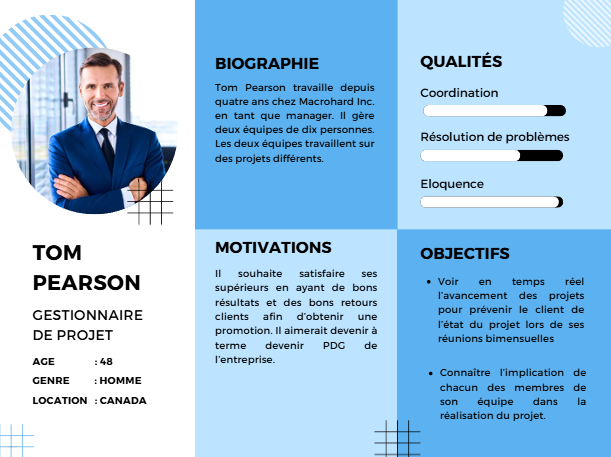 TOM
PEARSON
GESTIONNAIRE
DE PROJET
AGE : 48
GENRE : HOMME
LOCATION : CANADA
BIOGRAPHIE
Tom Pearson travaille depuis
quatre ans chez Macrohard Inc.
en tant que manager. Il gère
deux équipes de dix personnes.
Les deux équipes travaillent sur
des projets différents.
MOTIVATIONS
Il souhaite satisfaire ses
supérieurs en ayant de bons
résultats et des bons retours
clients afin d'obtenir une
promotion. Il aimerait devenir à
terme devenir PDG de
l'entreprise.
QUALITÉS
Coordination
Résolution de problèmes
Eloquence
OBJECTIFS
• Voir en temps réel
l'avancement des projets
pour prévenir le client de
l'état du projet lors de ses
réunions bimensuelles
• Connaître l'implication de
chacun des membres de
son équipe dans la
réalisation du projet.